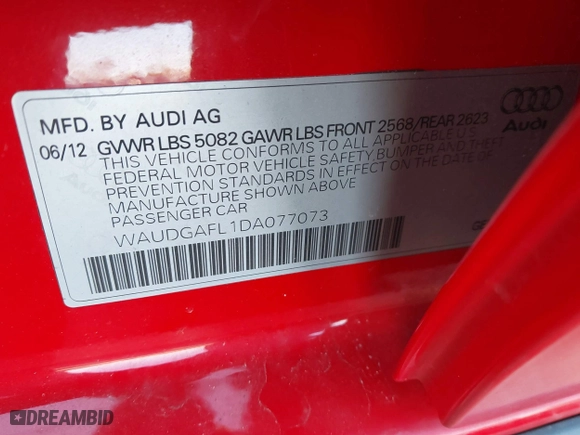 MFD. BY AUDI AG
06/12 GVWR LBS 5082 GAWR LBS FRONT 2568/REAR 2623
THIS VEHICLE CONFORMS TO ALL APPLICABLE U.S.
FEDERAL MOTOR VEHICLE SAFETY, BUMPER AND THEFT
PREVENTION STANDARDS IN EFFECT ON THE DATE OF
MANUFACTURE SHOWN ABOVE
PASSENGER CAR
WAUDGAFL1DA077073
Audi
DREAMBID